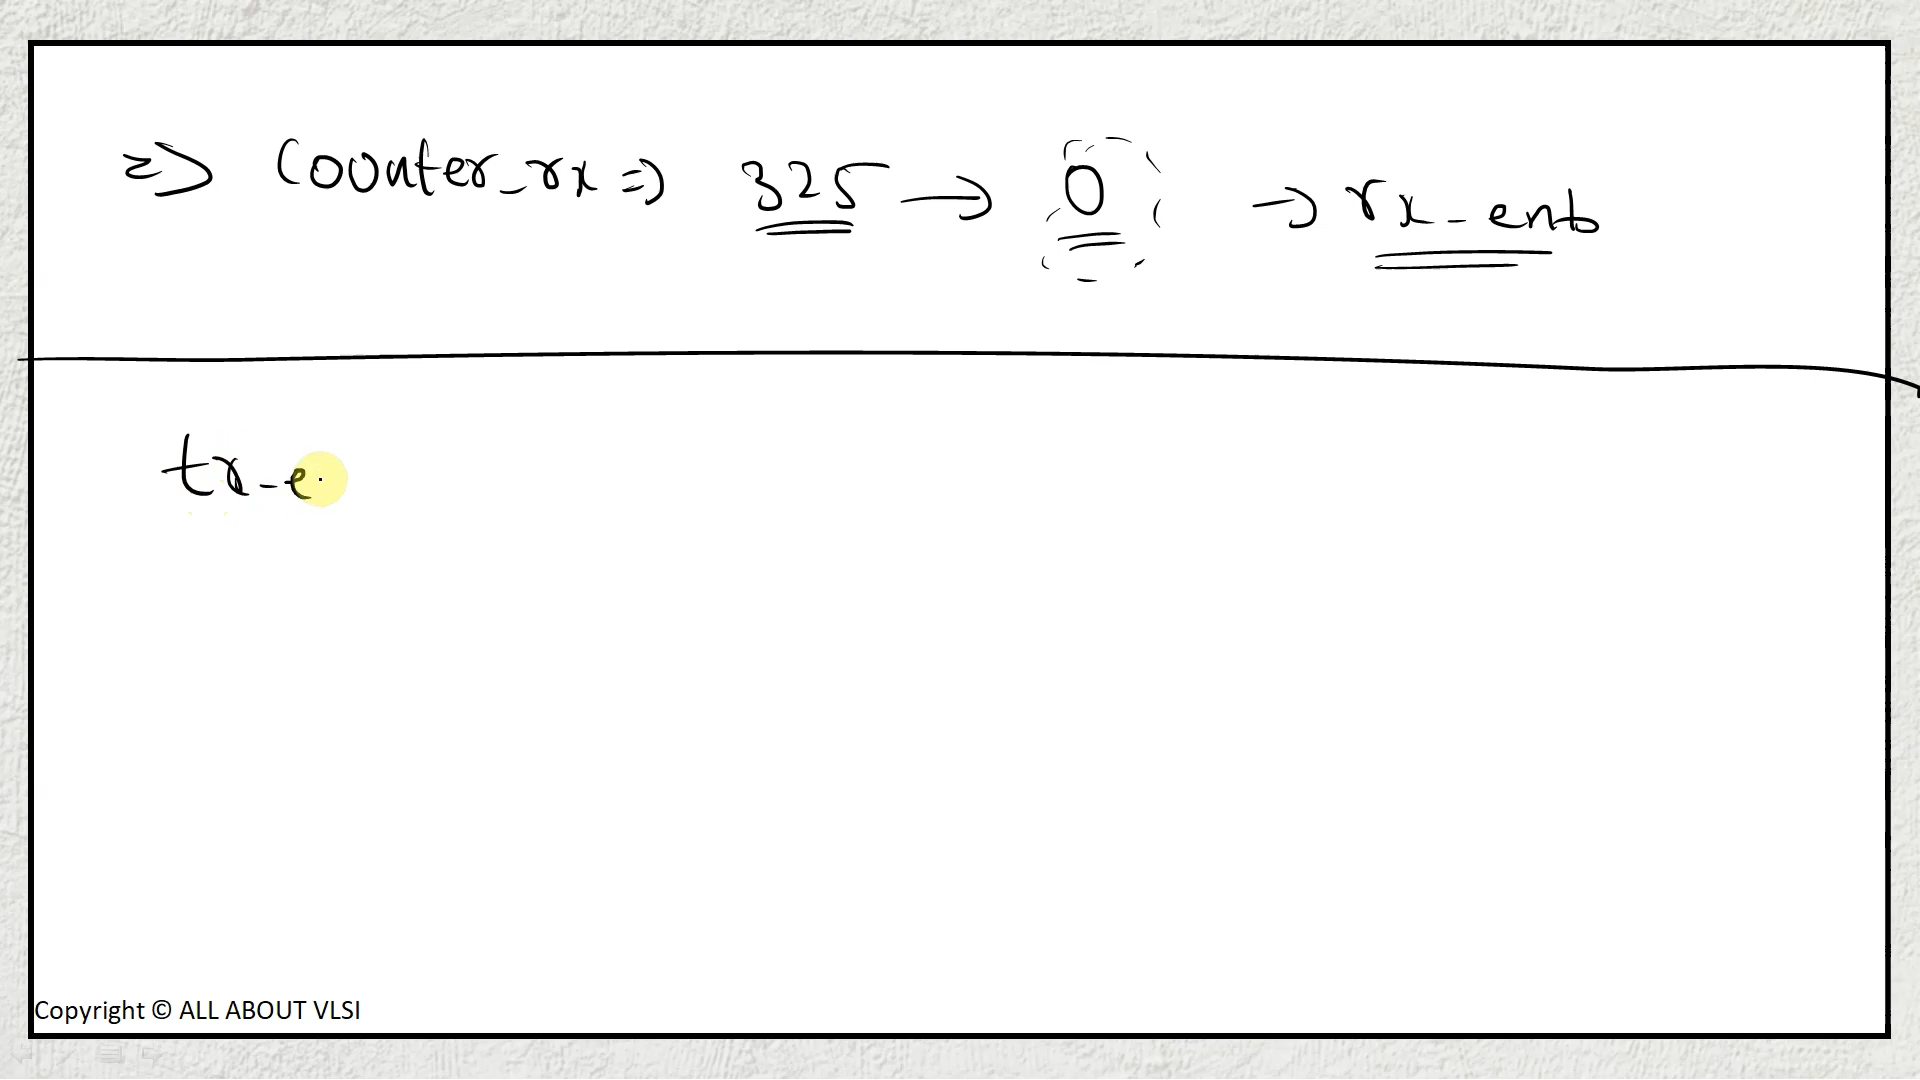 => Counter_rx => 325 → 0 → rx_enb
tx_e
Copyright © ALL ABOUT VLSI